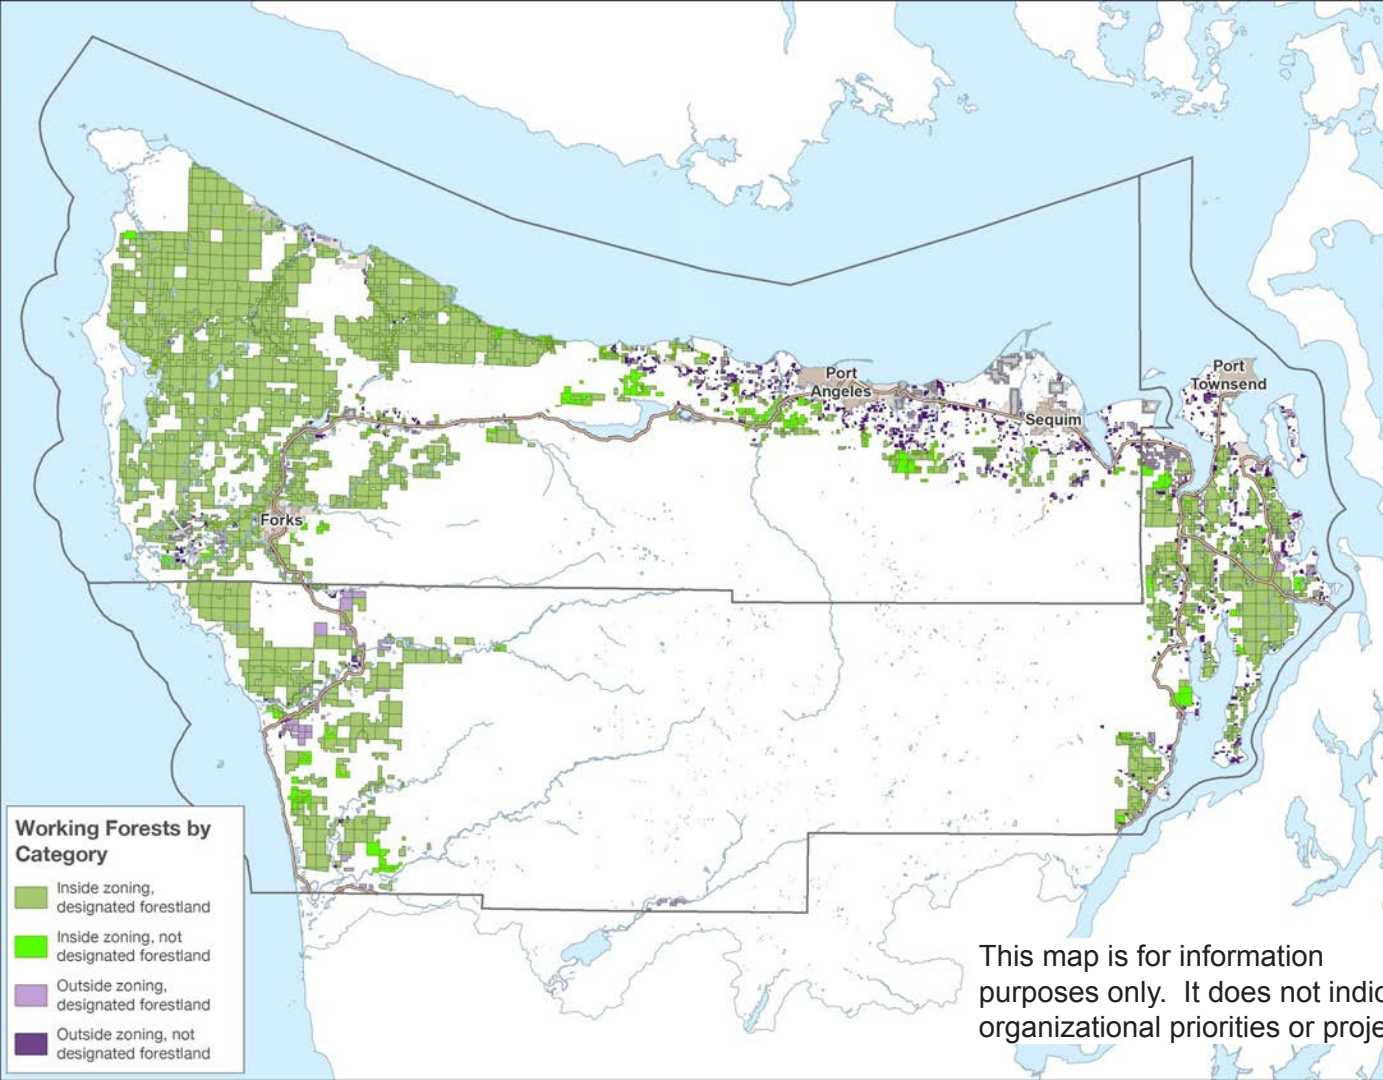 Port
Townsend
Port
Angeles
Sequim
Forks
Working Forests by
Category
Inside zoning,
designated forestland
Inside zoning, not
designated forestland
Outside zoning,
designated forestland
Outside zoning, not
designated forestland
This map is for information
purposes only. It does not indic
organizational priorities or proje